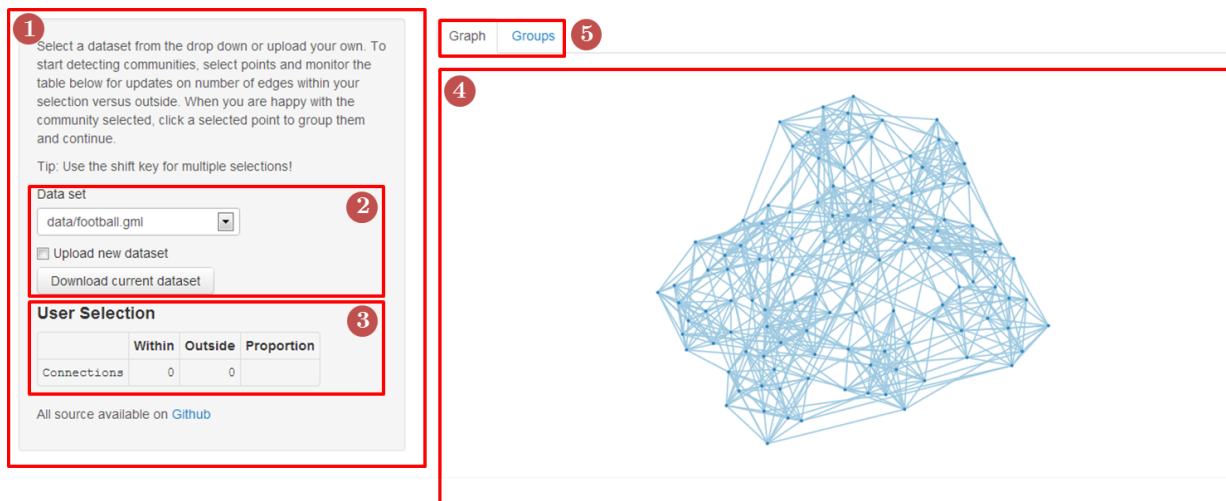 1
Select a dataset from the drop down or upload your own. To
start detecting communities, select points and monitor the
table below for updates on number of edges within your
selection versus outside. When you are happy with the
community selected, click a selected point to group them
and continue.
Tip: Use the shift key for multiple selections!
Data set
2
data/football.gml
Upload new dataset
Download current dataset
User Selection
3
Within Outside Proportion
Connections 0 0
All source available on Github
Graph Groups 5
4